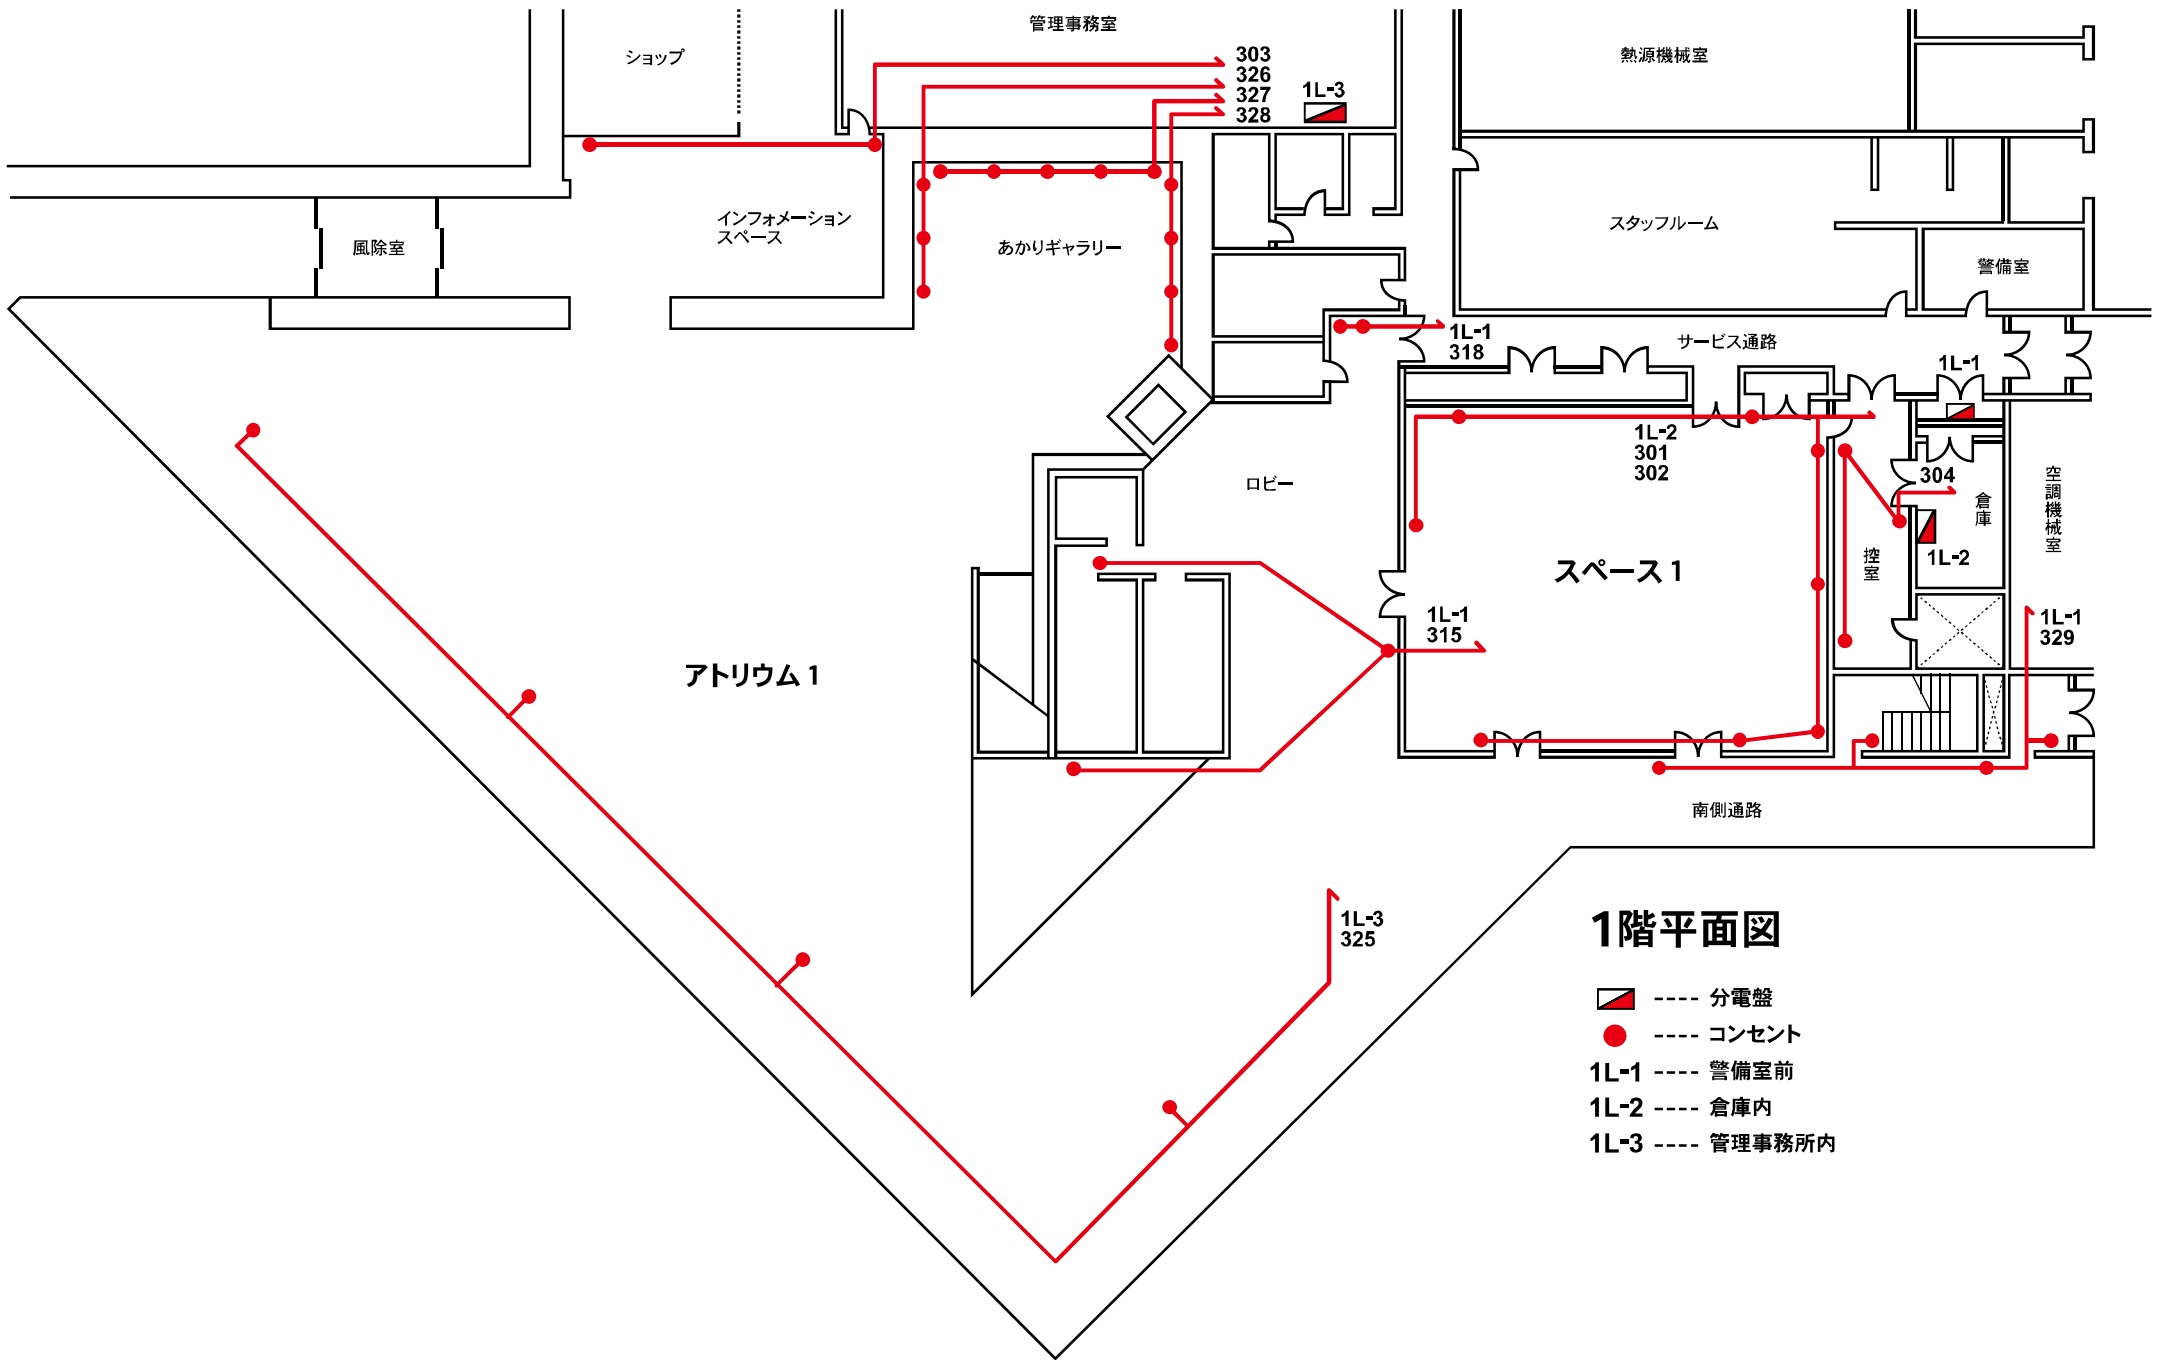 管理事務室
ショップ
303
326
327
328
1L-3
熱源機械室
インフォメーション
スペース
風除室
あかりギャラリー
スタッフルーム
警備室
1L-1
318
サービス通路
1L-1
1L-2
301
302
304
ロビー
空調機械室
倉庫
控室
1L-2
スペース 1
1L-1
315
1L-1
329
アトリウム 1
南側通路
1L-3
325
1階平面図
----- 分電盤
----- コンセント
1L-1 ----- 警備室前
1L-2 ----- 倉庫内
1L-3 ----- 管理事務所内